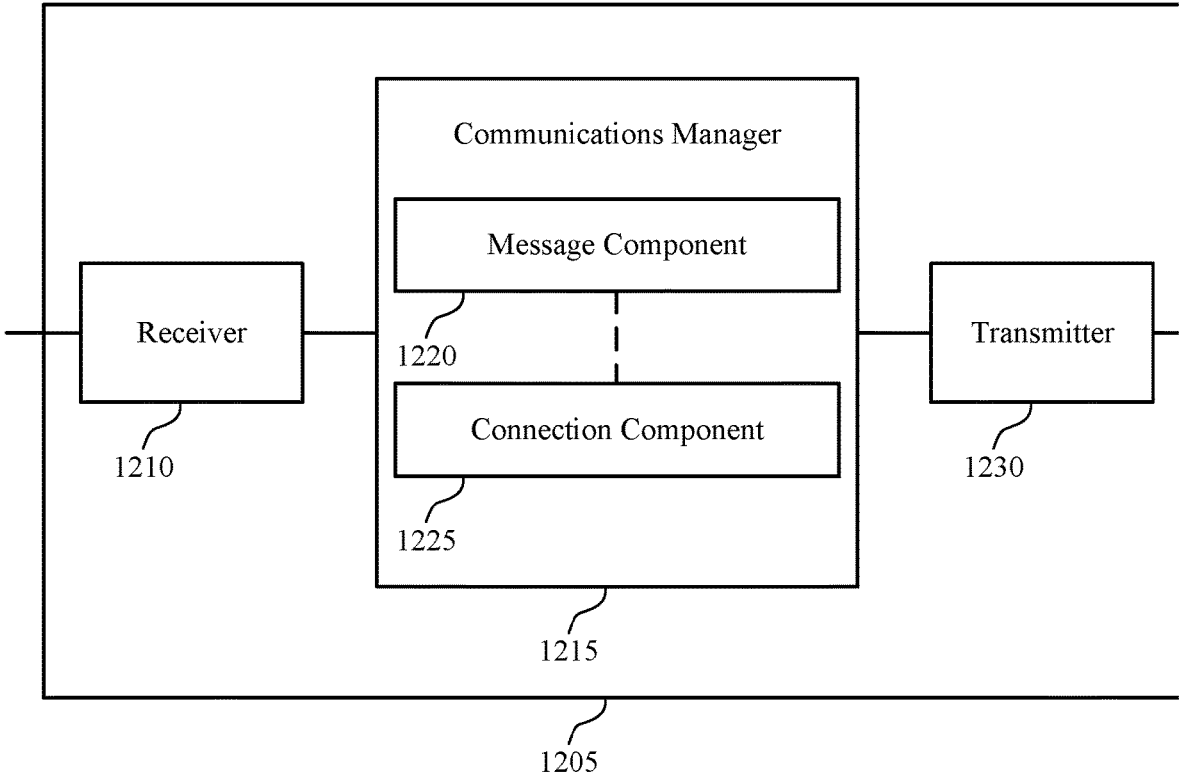 Communications Manager
Message Component
1220
Receiver
1210
Transmitter
1230
Connection Component
1225
1215
1205